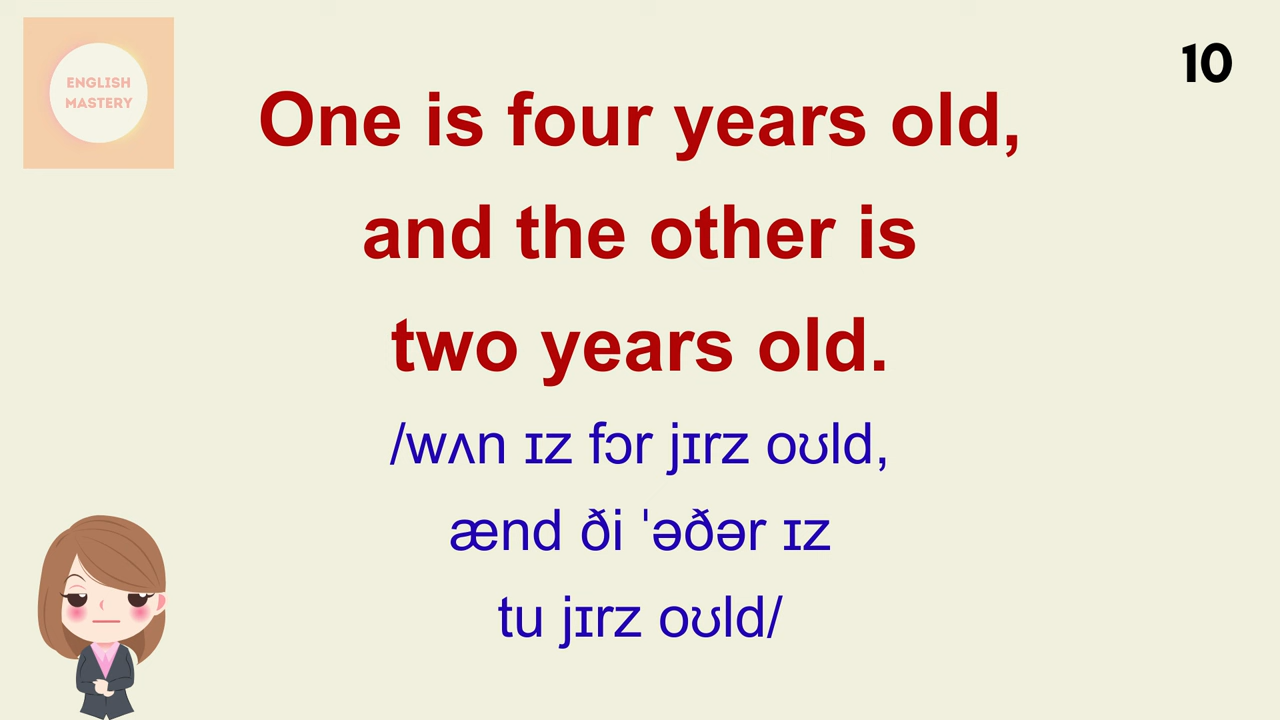 ENGLISH
MASTERY
10
One is four years old,
and the other is
two years old.
/wʌn ɪz fɔr jɪrz oʊld,
ænd ði ˈəðər ɪz
tu jɪrz oʊld/